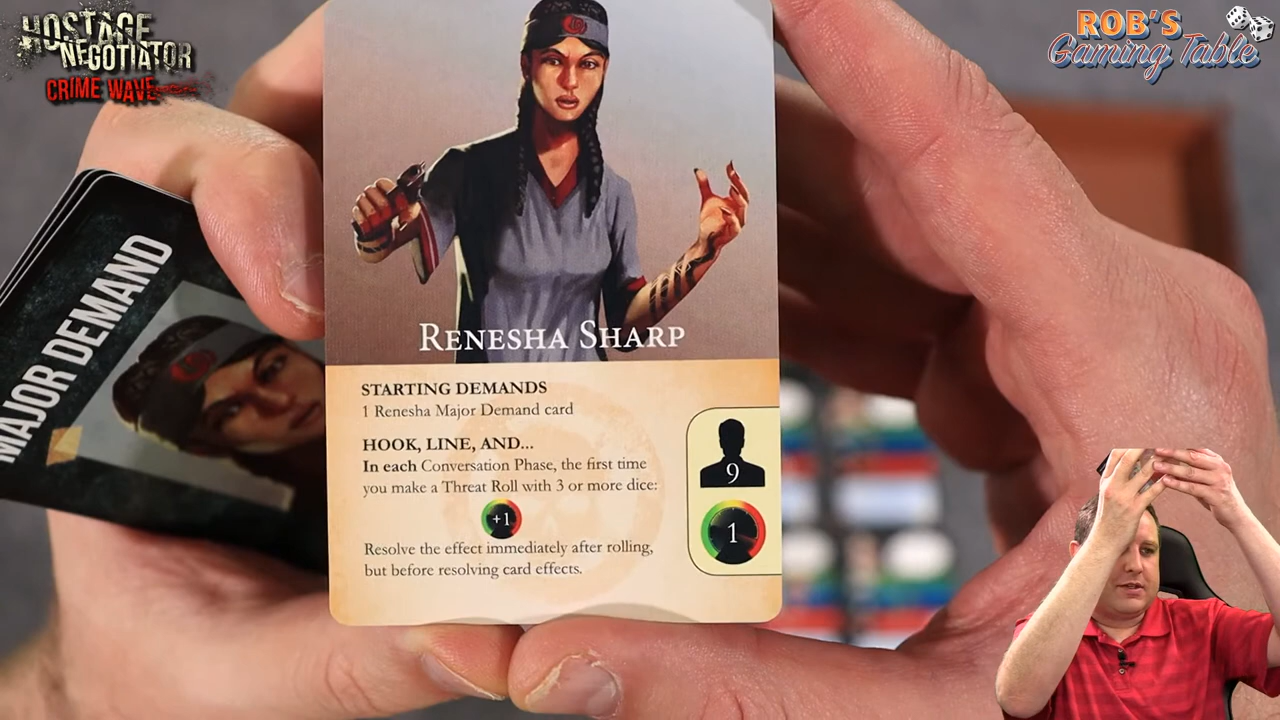 HOSTAGE
NEGOTIATOR
CRIME WAVE
ROB'S
Gaming Table
MAJOR DEMAND
RENESHA SHARP
STARTING DEMANDS
1 Renesha Major Demand card
HOOK, LINE, AND...
In each Conversation Phase, the first time
you make a Threat Roll with 3 or more dice:
+1
Resolve the effect immediately after rolling,
but before resolving card effects.
9
1